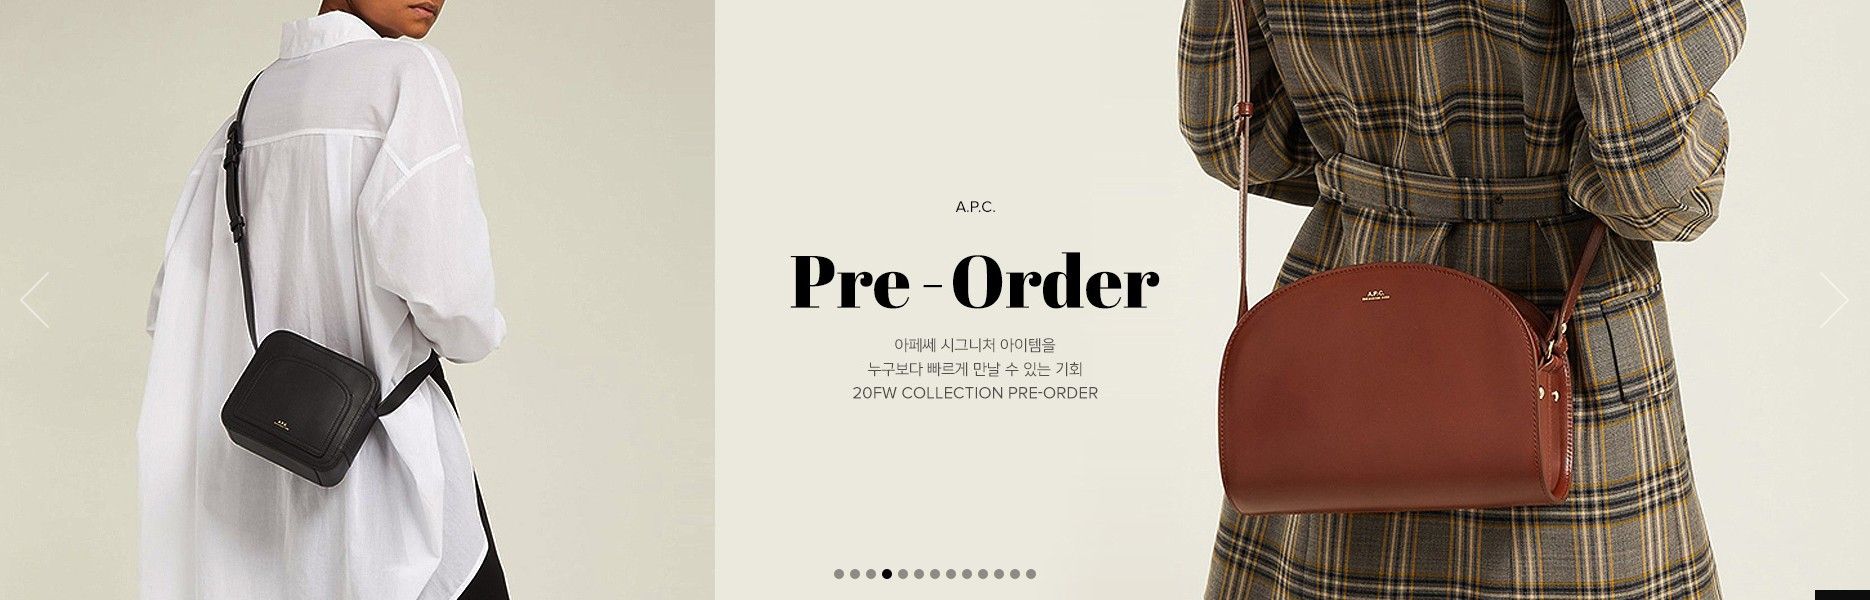 A.P.C.
Pre-Order
아페쎄 시그니처 아이템을
누구보다 빠르게 만날 수 있는 기회
20FW COLLECTION PRE-ORDER
A.P.C.
A.P.C.